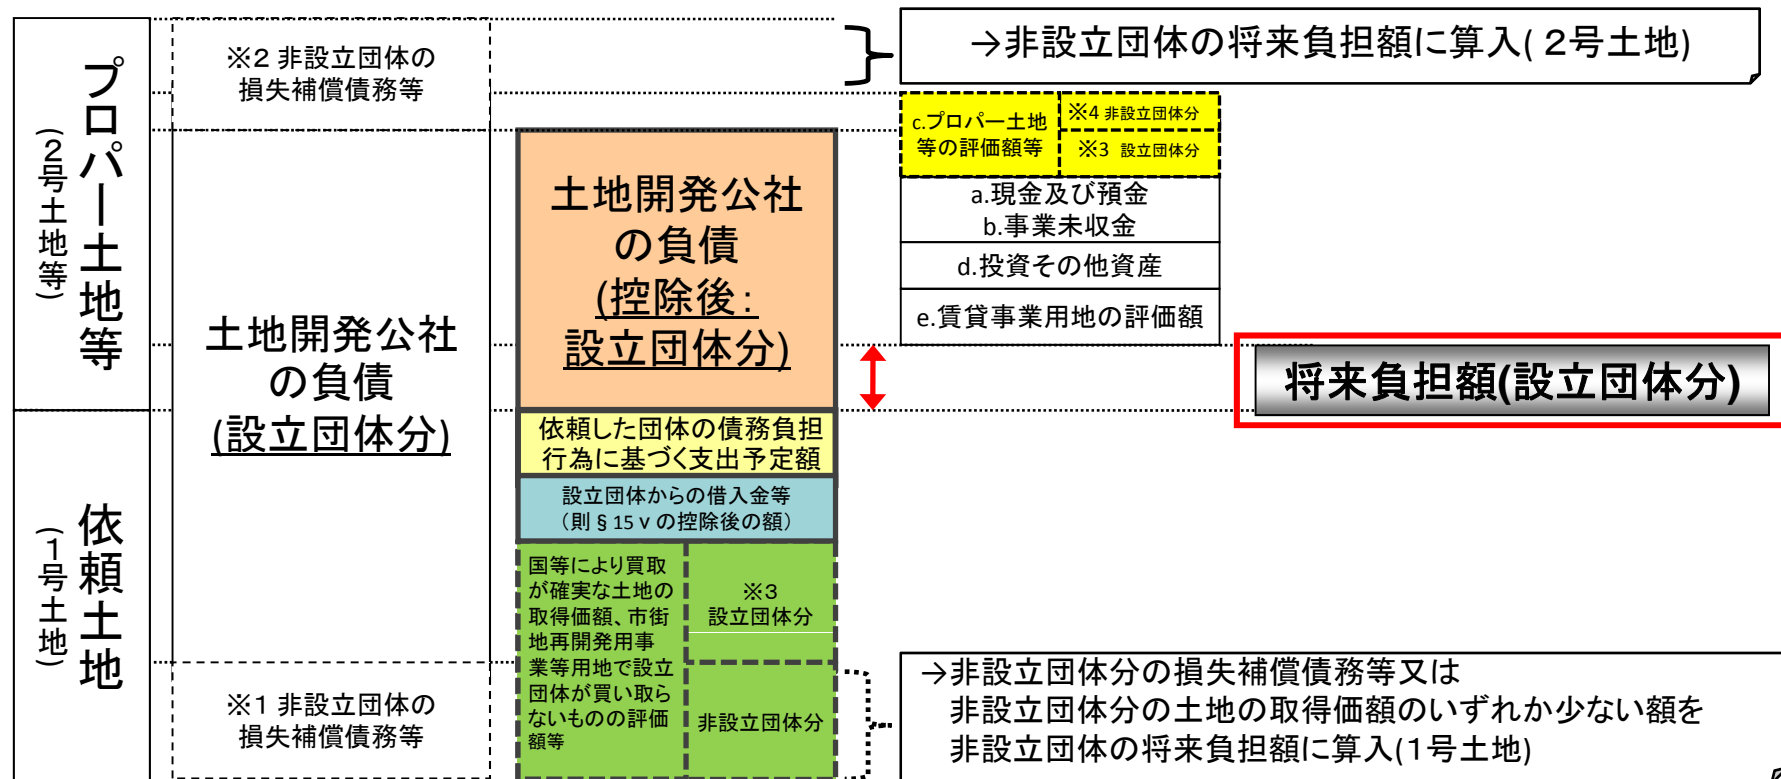 プロパー土地等
(2号土地等)
依頼土地
(1号土地)
※2 非設立団体の
損失補償債務等
土地開発公社
の負債
(設立団体分)
※1 非設立団体の
損失補償債務等
土地開発公社
の負債
(控除後:
設立団体分)
依頼した団体の債務負担
行為に基づく支出予定額
設立団体からの借入金等
(則§15ⅴの控除後の額)
国等により買取
が確実な土地の
取得価額、市街
地再開発用事
業等用地で設立
団体が買い取ら
ないものの評価
額等
※3
設立団体分
非設立団体分
→非設立団体の将来負担額に算入(2号土地)
c.プロパー土地
等の評価額等
※4 非設立団体分
※3 設立団体分
a.現金及び預金
b.事業未収金
d.投資その他資産
e.賃貸事業用地の評価額
将来負担額(設立団体分)
→非設立団体分の損失補償債務等又は
非設立団体分の土地の取得価額のいずれか少ない額を
非設立団体の将来負担額に算入(1号土地)